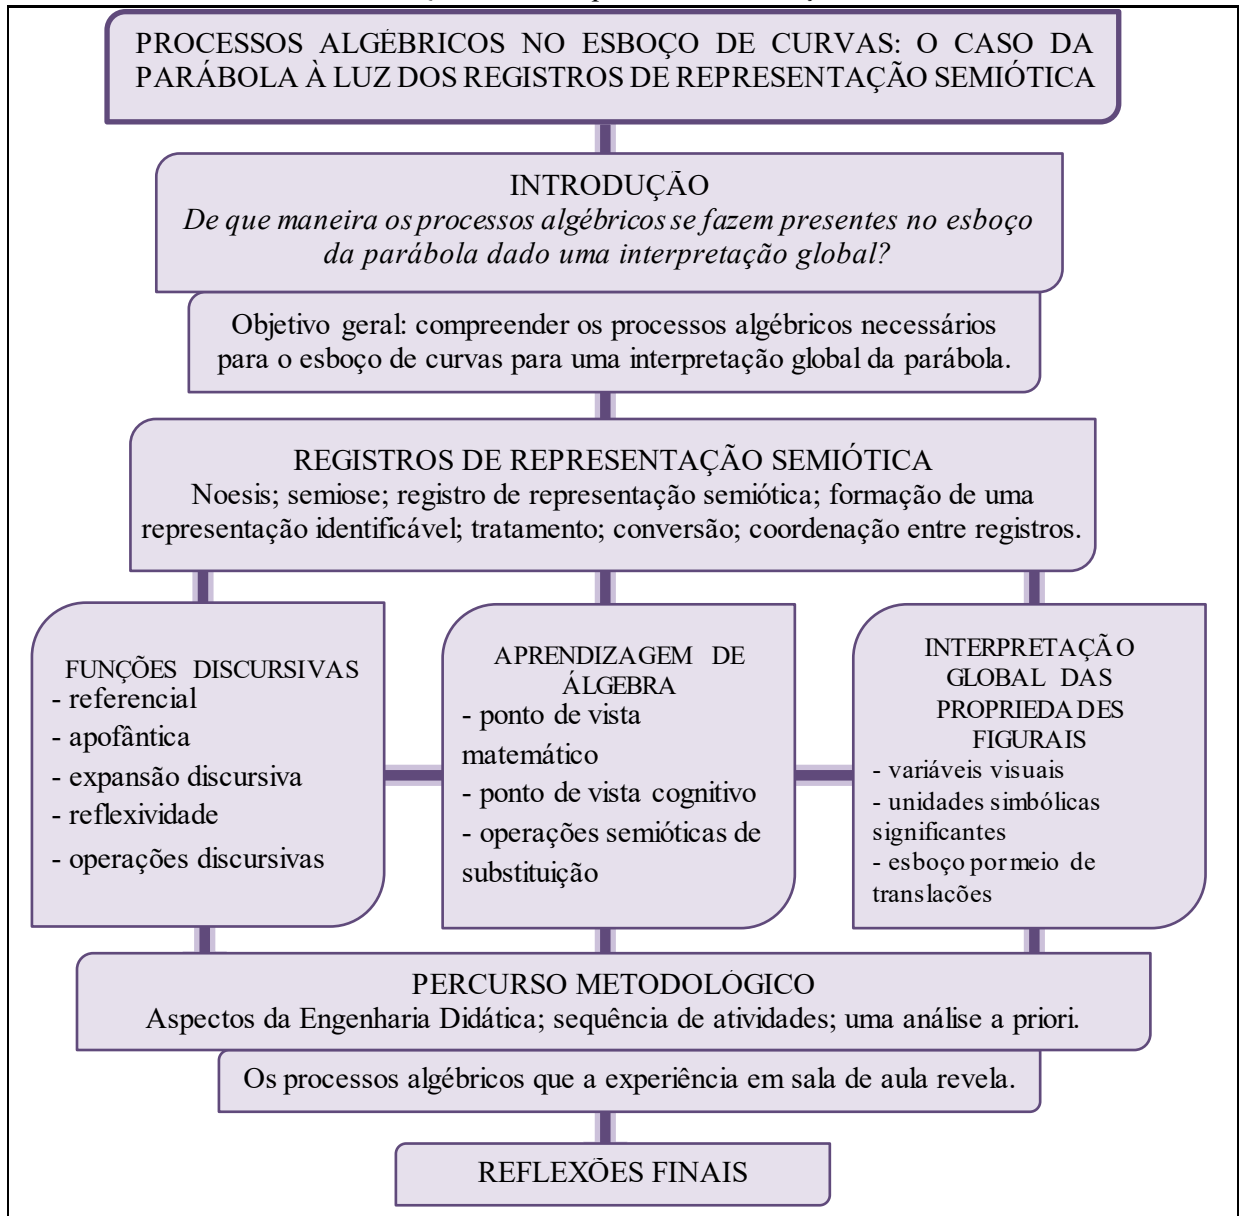 PROCESSOS ALGÉBRICOS NO ESBOÇO DE CURVAS: O CASO DA
PARÁBOLA À LUZ DOS REGISTROS DE REPRESENTAÇÃO SEMIÓTICA
INTRODUÇÃO
De que maneira os processos algébricos se fazem presentes no esboço
da parábola dado uma interpretação global?
Objetivo geral: compreender os processos algébricos necessários
para o esboço de curvas para uma interpretação global da parábola.
REGISTROS DE REPRESENTAÇÃO SEMIÓTICA
Noesis; semiose; registro de representação semiótica; formação de uma
representação identificável; tratamento; conversão; coordenação entre registros.
FUNÇÕES DISCURSIVAS
- referencial
- apofântica
- expansão discursiva
- reflexividade
- operações discursivas
APRENDIZAGEM DE
ÁLGEBRA
- ponto de vista
matemático
- ponto de vista cognitivo
- operações semióticas de
substituição
INTERPRETAÇÃO
GLOBAL DAS
PROPRIEDADES
FIGURAIS
- variáveis visuais
- unidades simbólicas
significantes
- esboço por meio de
translações
PERCURSO METODOLÓGICO
Aspectos da Engenharia Didática; sequência de atividades; uma análise a priori.
Os processos algébricos que a experiência em sala de aula revela.
REFLEXÕES FINAIS